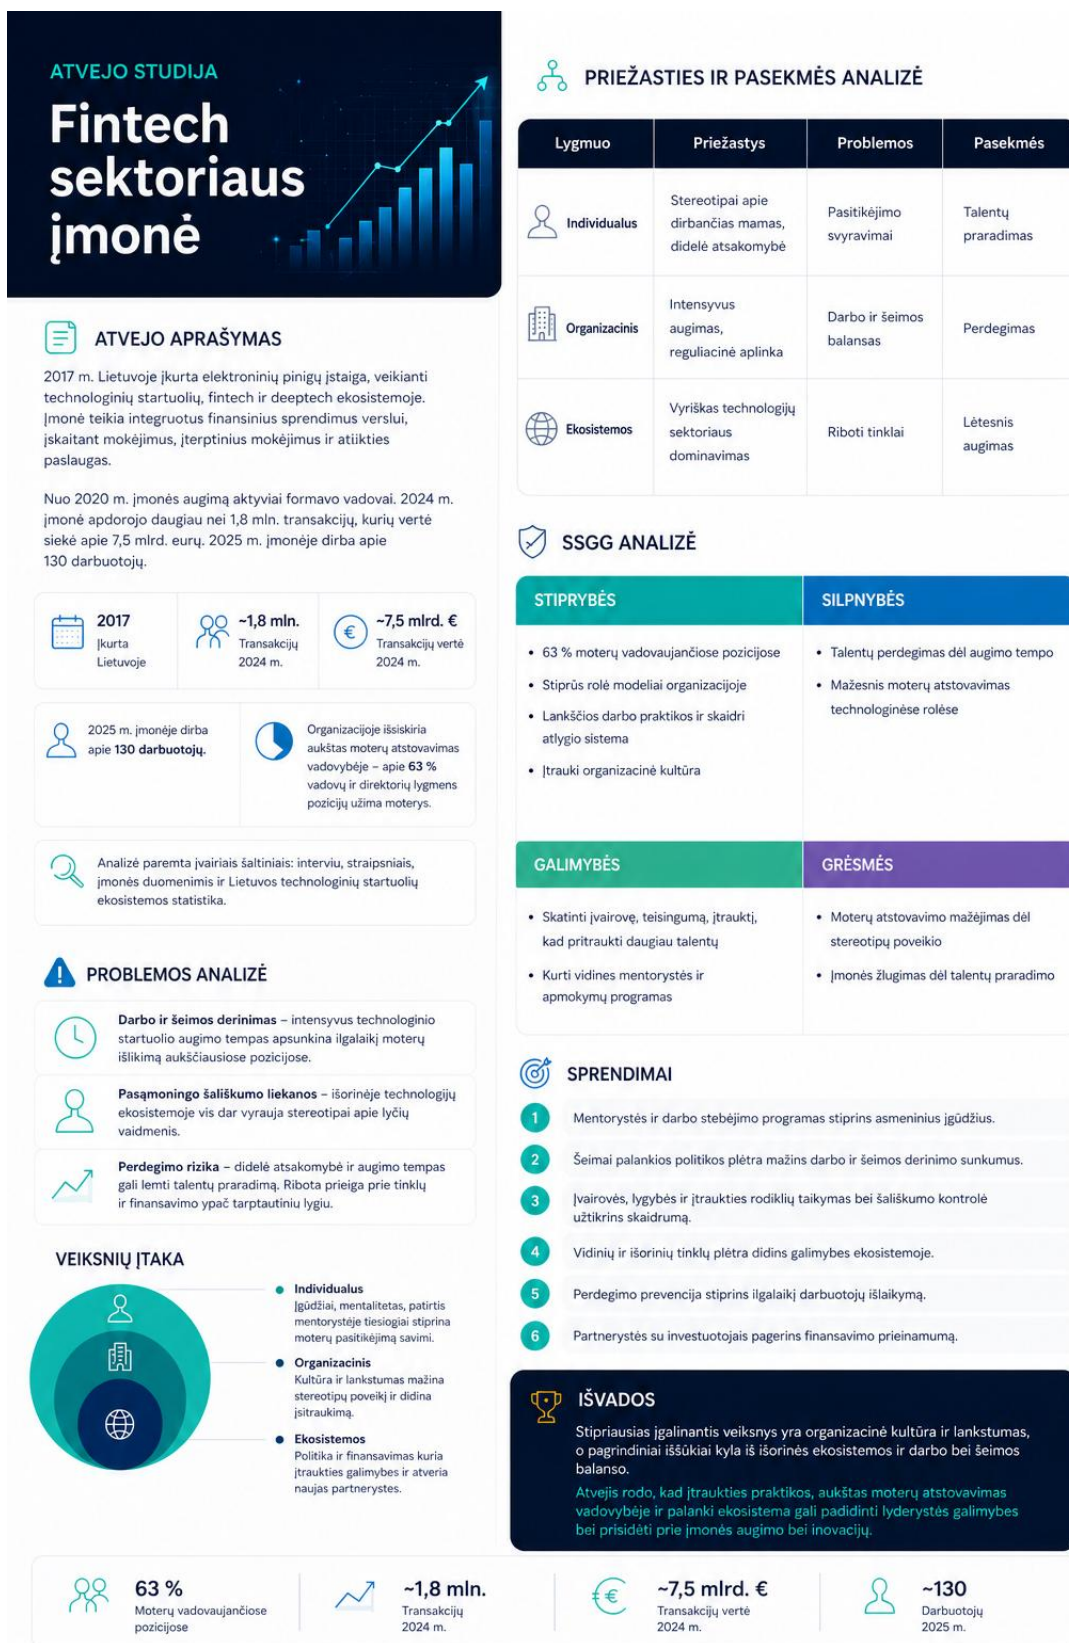 ATVEJO STUDIJA
Fintech
sektoriaus
įmonė
ATVEJO APRAŠYMAS
2017 m. Lietuvoje įkurta elektroninių pinigų įstaiga, veikianti
technologinių startuolių, fintech ir deeptech ekosistemoje.
Įmonė teikia integruotus finansinius sprendimus verslui,
įskaitant mokėjimus, įterptinius mokėjimus ir atiikties
paslaugas.
Nuo 2020 m. įmonės augimą aktyviai formavo vadovai. 2024 m.
įmonė apdorojo daugiau nei 1,8 mln. transakcijų, kurių vertė
siekė apie 7,5 mlrd. eurų. 2025 m. įmonėje dirba apie
130 darbuotojų.
2017
Įkurta
Lietuvoje
~1,8 mln.
Transakcijų
2024 m.
~7,5 mlrd. €
Transakcijų vertė
2024 m.
2025 m. įmonėje dirba
apie 130 darbuotojų.
Organizacijoje išsiskiria
aukštas moterų atstovavimas
vadovybėje – apie 63 %
vadovų ir direktorių lygmens
pozicijų užima moterys.
Analizė paremta įvairiais šaltiniais: interviu, straipsniais,
įmonės duomenimis ir Lietuvos technologinių startuolių
ekosistemos statistika.
PROBLEMOS ANALIZĖ
Darbo ir šeimos derinimas – intensyvus technologinio
startuolio augimo tempas apsunkina ilgalaikį moterų
išlikimą aukščiausiose pozicijose.
Pasąmoningo šališkumo liekanos – išorinėje technologijų
ekosistemoje vis dar vyrauja stereotipai apie lyčių
vaidmenis.
Perdegimo rizika – didelė atsakomybė ir augimo tempas
gali lemti talentų praradimą. Ribota prieiga prie tinklų
ir finansavimo ypač tarptautiniu lygiu.
VEIKSNIŲ ĮTAKA
Individualus
Įgūdžiai, mentalitetas, patirtis
mentorystėje tiesiogiai stiprina
moterų pasitikėjimą savimi.
Organizacinis
Kultūra ir lankstumas mažina
stereotipų poveikį ir didina
įsitraukimą.
Ekosistemos
Politika ir finansavimas kuria
įtraukties galimybes ir atveria
naujas partnerystes.
PRIEŽASTIES IR PASEKMĖS ANALIZĖ
Lygmuo Priežastys Problemos Pasekmės
Individualus
Stereotipai apie
dirbančias mamas,
didelė atsakomybė
Pasitikėjimo
svyravimai
Talentų
praradimas
Organizacinis
Intensyvus
augimas,
reguliacinė aplinka
Darbo ir šeimos
balansas
Perdegimas
Ekosistemos
Vyriškas technologijų
sektoriaus
dominavimas
Riboti tinklai
Lėtesnis
augimas
SSGG ANALIZĖ
STIPRYBĖS
• 63 % moterų vadovaujančiose pozicijose
• Stiprūs rolė modeliai organizacijoje
• Lankščios darbo praktikos ir skaidri
atlygio sistema
• Įtrauki organizacinė kultūra
SILPNYBĖS
• Talentų perdegimas dėl augimo tempo
• Mažesnis moterų atstovavimas
technologinėse rolėse
GALIMYBĖS
• Skatinti įvairovę, teisingumą, įtrauktį,
kad pritraukti daugiau talentų
• Kurti vidines mentorystės ir
apmokymų programas
GRĖSMĖS
• Moterų atstovavimo mažėjimas dėl
stereotipų poveikio
• Įmonės žlugimas dėl talentų praradimo
SPRENDIMAI
1 Mentorystės ir darbo stebėjimo programas stiprins asmeninius įgūdžius.
2 Šeimai palankios politikos plėtra mažins darbo ir šeimos derinimo sunkumus.
3 Įvairovės, lygybės ir įtraukties rodiklių taikymas bei šališkumo kontrolė
užtikrins skaidrumą.
4 Vidinių ir išorinių tinklų plėtra didins galimybes ekosistemoje.
5 Perdegimo prevencija stiprins ilgalaikį darbuotojų išlaikymą.
6 Partnerystės su investuotojais pagerins finansavimo prieinamumą.
IŠVADOS
Stipriausias įgalinantis veiksnys yra organizacinė kultūra ir lankstumas,
o pagrindiniai iššūkiai kyla iš išorinės ekosistemos ir darbo bei šeimos
balanso.
Atvejis rodo, kad įtraukties praktikos, aukštas moterų atstovavimas
vadovybėje ir palanki ekosistema gali padidinti lyderystės galimybes
bei prisidėti prie įmonės augimo bei inovacijų.
63 %
Moterų vadovaujančiose
pozicijose
~1,8 mln.
Transakcijų
2024 m.
~7,5 mlrd. €
Transakcijų vertė
2024 m.
~130
Darbuotojų
2025 m.